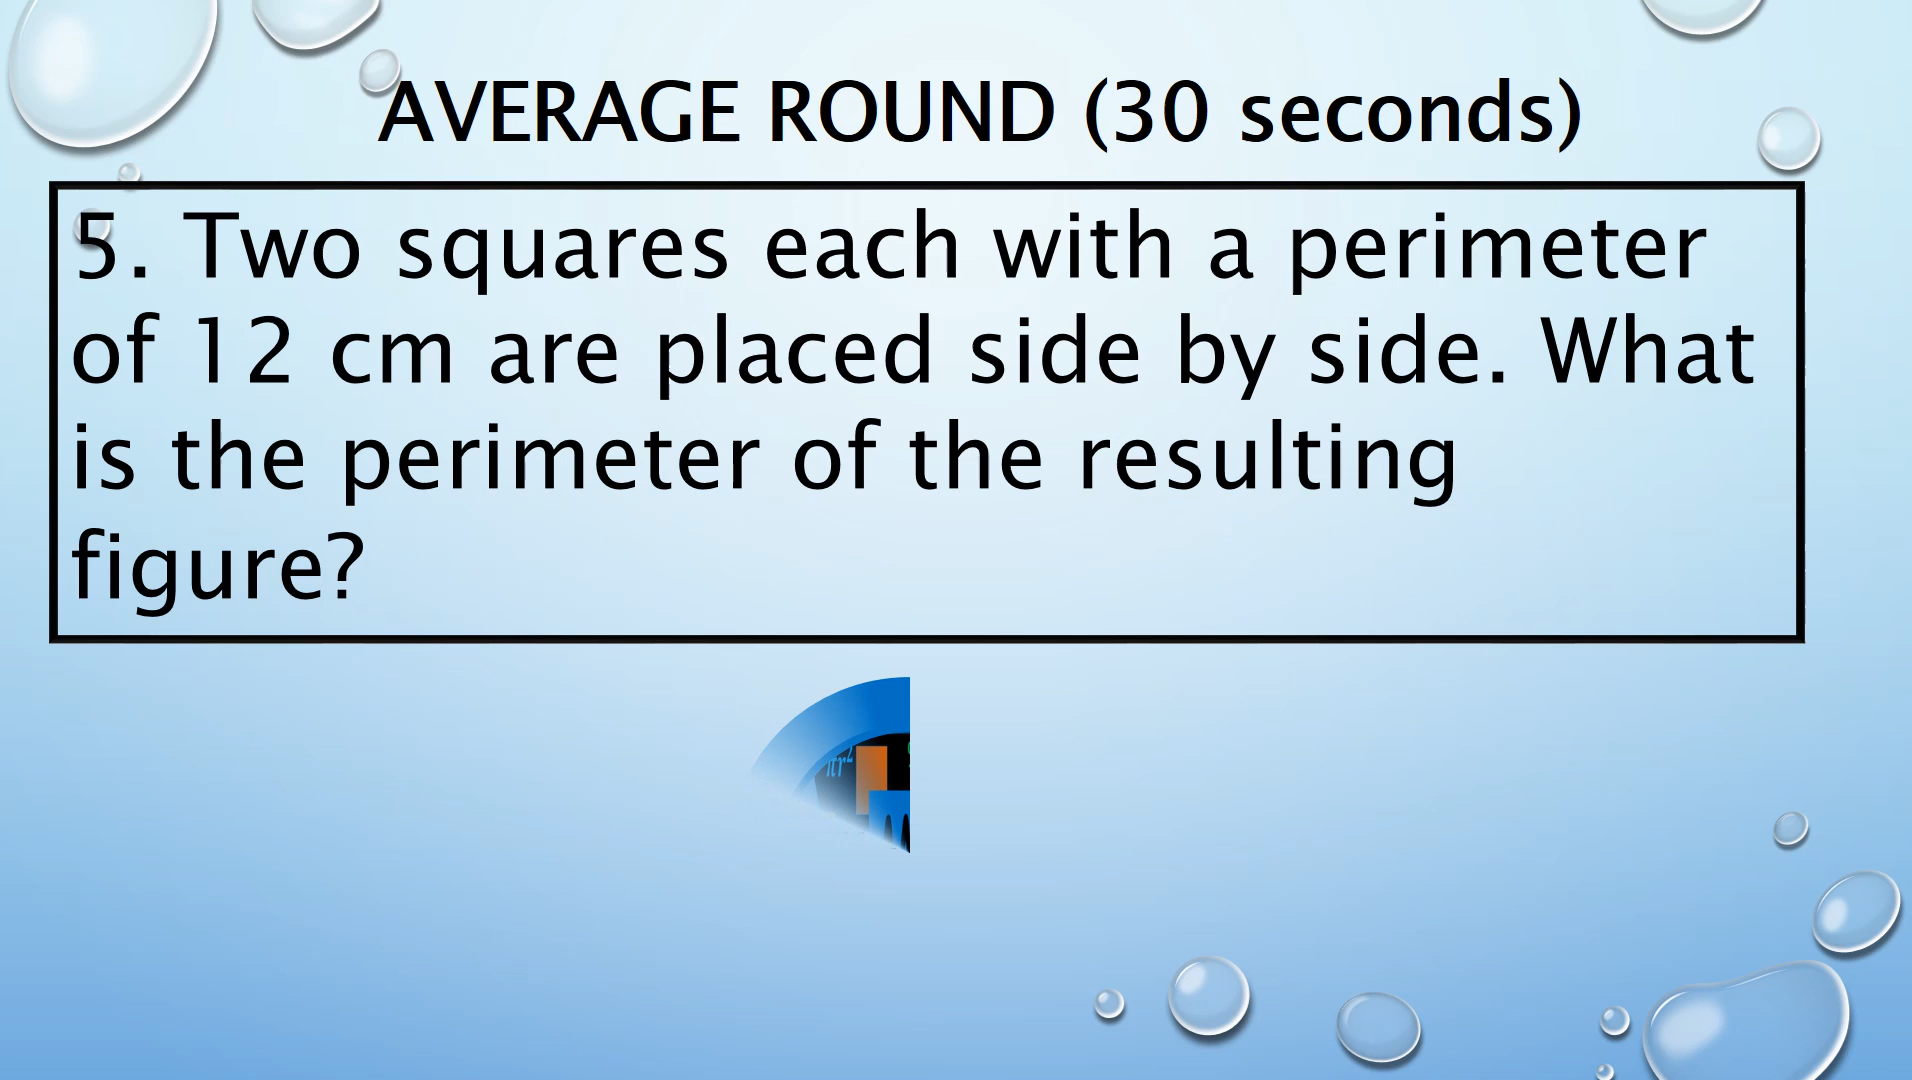 AVERAGE ROUND (30 seconds)
5. Two squares each with a perimeter
of 12 cm are placed side by side. What
is the perimeter of the resulting
figure?
πr²